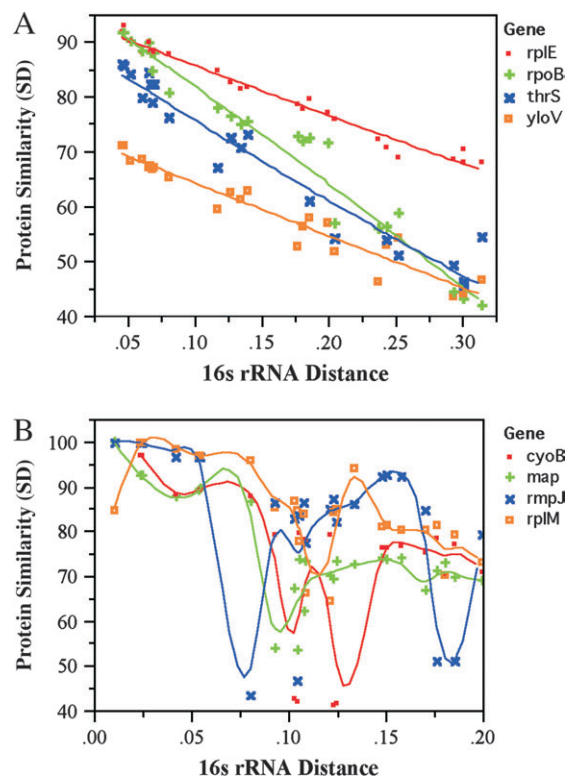 A
Gene
rplE
rpoB
thrS
yloV
Protein Similarity (SD)
90
80
70
60
50
40
.05 .10 .15 .20 .25 0.30
16s rRNA Distance
B
Gene
cyoB
map
rmpJ
rplM
Protein Similarity (SD)
100
90
80
70
60
50
40
.00 .05 .10 .15 .20
16s rRNA Distance